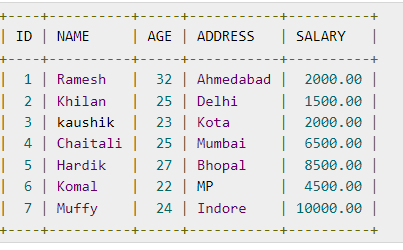 +----+----------+-----+-----------+----------+
| ID | NAME     | AGE | ADDRESS   | SALARY   |
+----+----------+-----+-----------+----------+
|  1 | Ramesh   |  32 | Ahmedabad |  2000.00 |
|  2 | Khilan   |  25 | Delhi     |  1500.00 |
|  3 | kaushik  |  23 | Kota      |  2000.00 |
|  4 | Chaitali |  25 | Mumbai    |  6500.00 |
|  5 | Hardik   |  27 | Bhopal    |  8500.00 |
|  6 | Komal    |  22 | MP        |  4500.00 |
|  7 | Muffy    |  24 | Indore    | 10000.00 |
+----+----------+-----+-----------+----------+